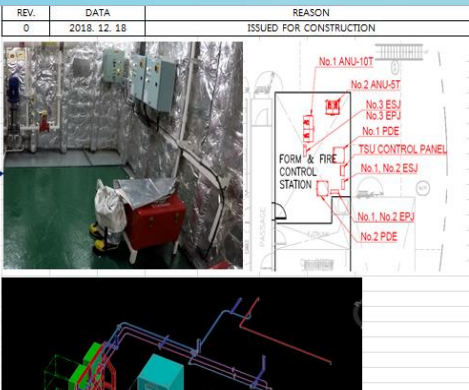 REV. DATA REASON
0 2018. 12. 18 ISSUED FOR CONSTRUCTION
No.1 ANU-10T
No.2 ANU-5T
No.3 ESJ
No.3 EPJ
No.1 PDE
TSU CONTROL PANEL
FORM & FIRE
CONTROL
STATION
No.1, No.2 ESJ
No.1, No.2 EPJ
No.2 PDE
PASSAGE